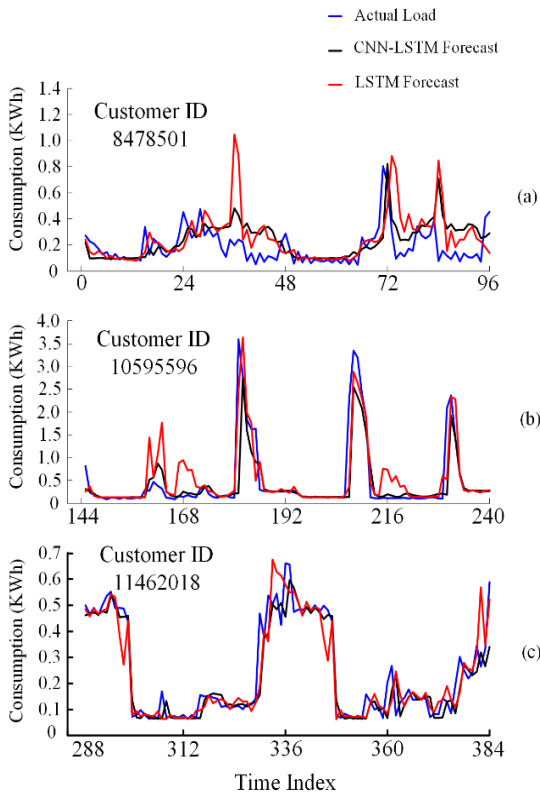 Actual Load
CNN-LSTM Forecast
LSTM Forecast
Consumption (KWh)
1.4
1.2
1.0
0.8
0.6
0.4
0.2
0
Customer ID
8478501
(a)
0 24 48 72 96
Consumption (KWh)
4.0
3.5
3.0
2.5
2.0
1.5
1.0
0.5
0
Customer ID
10595596
(b)
144 168 192 216 240
Consumption (KWh)
0.7
0.6
0.5
0.4
0.3
0.2
0.1
0
Customer ID
11462018
(c)
288 312 336 360 384
Time Index